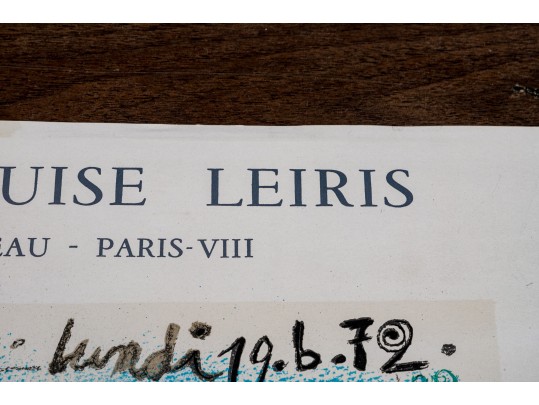 UISE LEIRIS
EAU - PARIS-VIII
lundi 19.6.72.